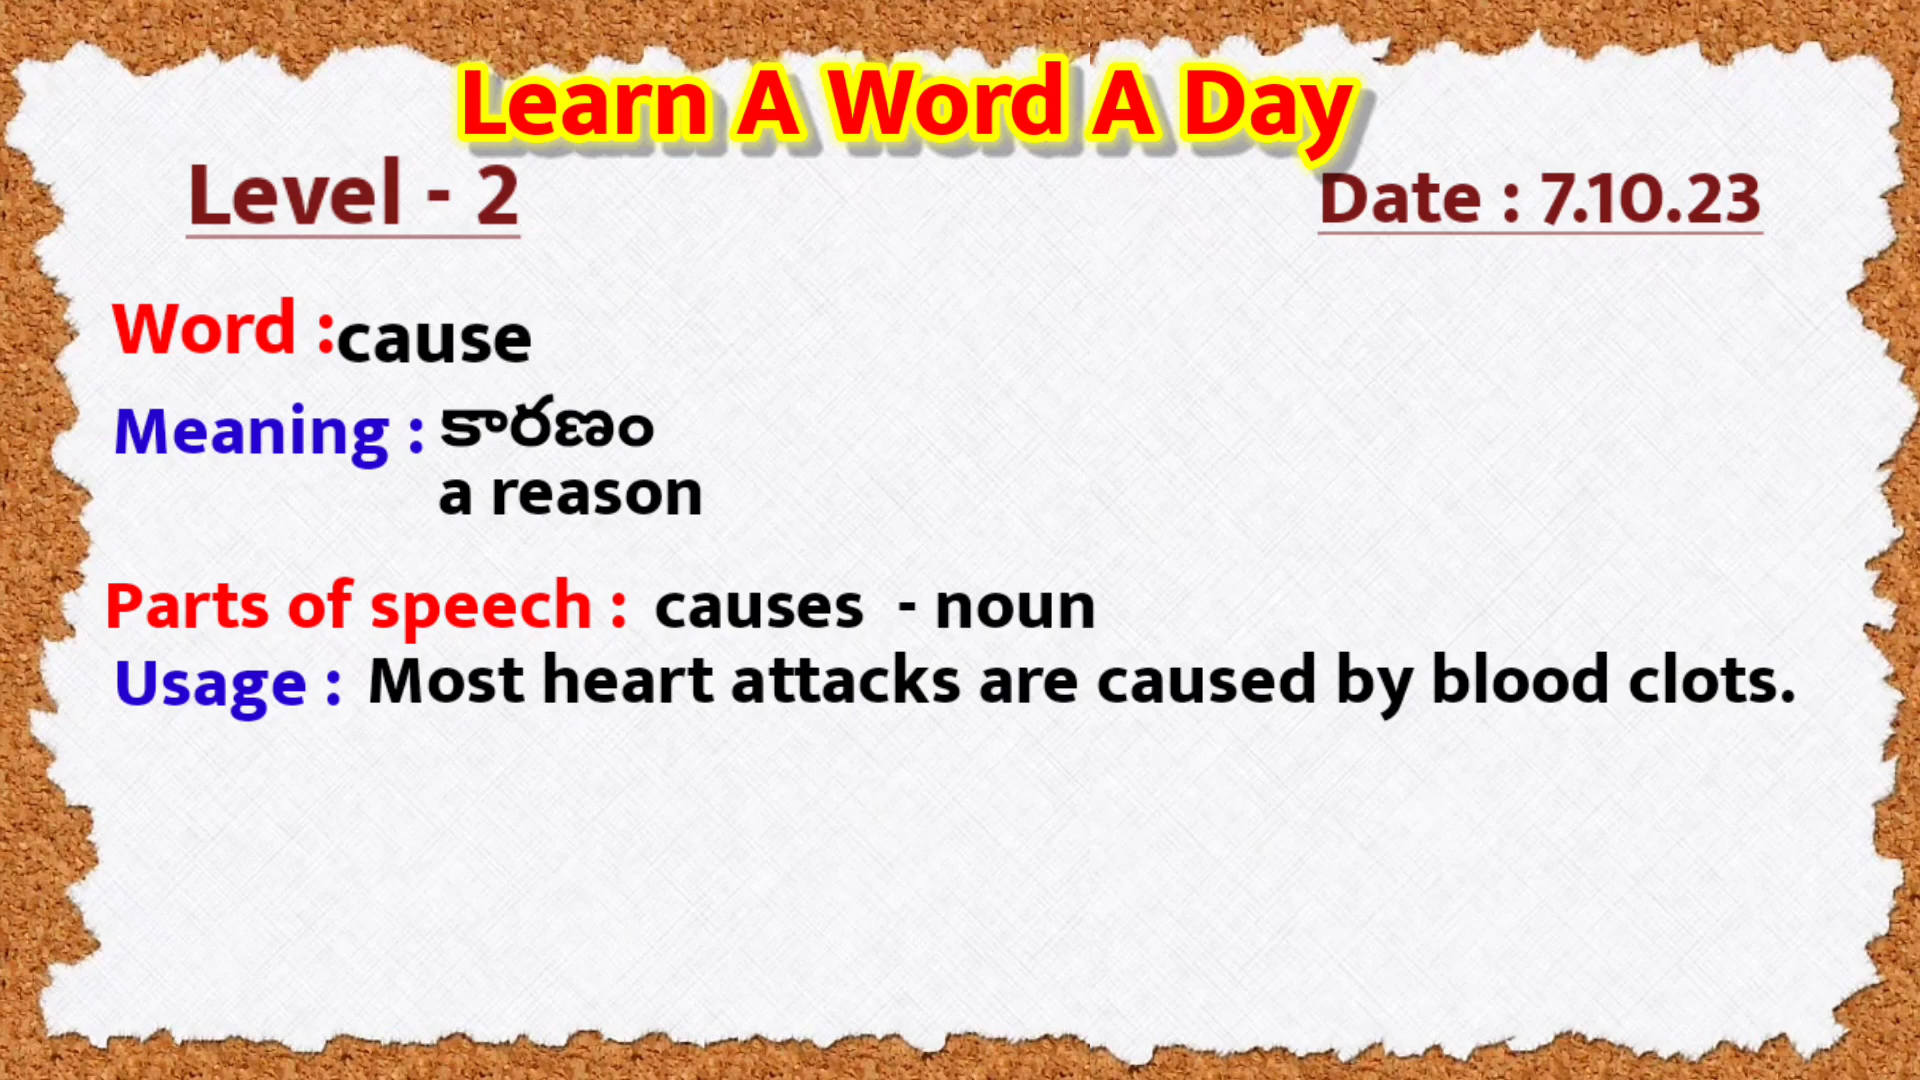 Learn A Word A Day
Level - 2
Date : 7.10.23
Word :cause
Meaning : కారణం
a reason
Parts of speech : causes - noun
Usage : Most heart attacks are caused by blood clots.